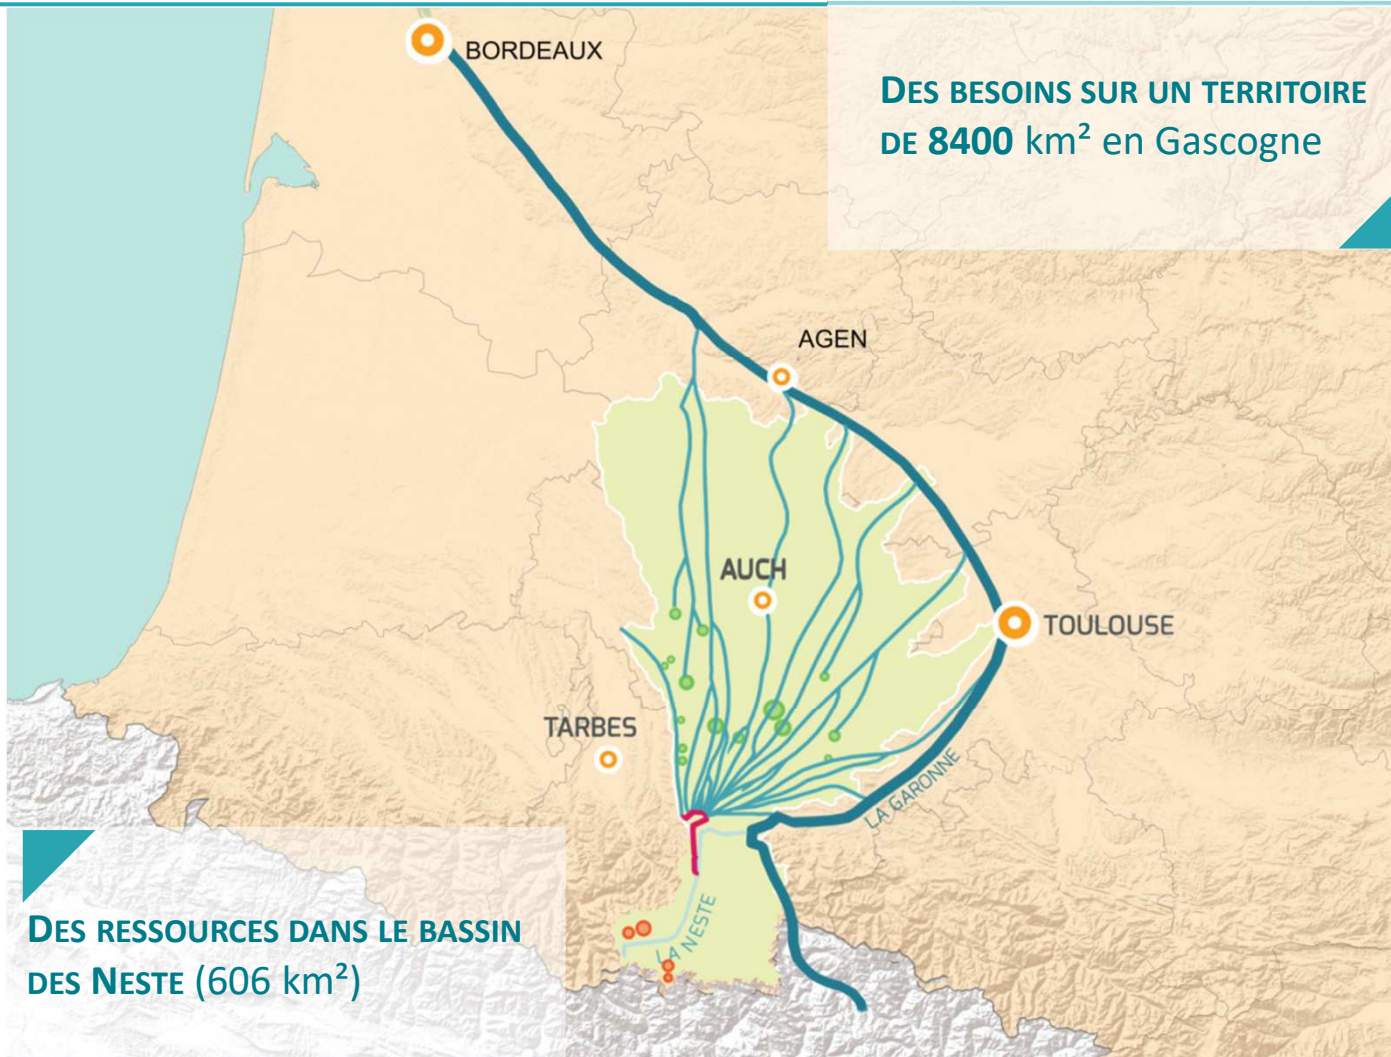 BORDEAUX
DES BESOINS SUR UN TERRITOIRE
DE 8400 km² en Gascogne
AGEN
AUCH
TOULOUSE
TARBES
LA GARONNE
LA NESTE
DES RESSOURCES DANS LE BASSIN
DES NESTE (606 km²)